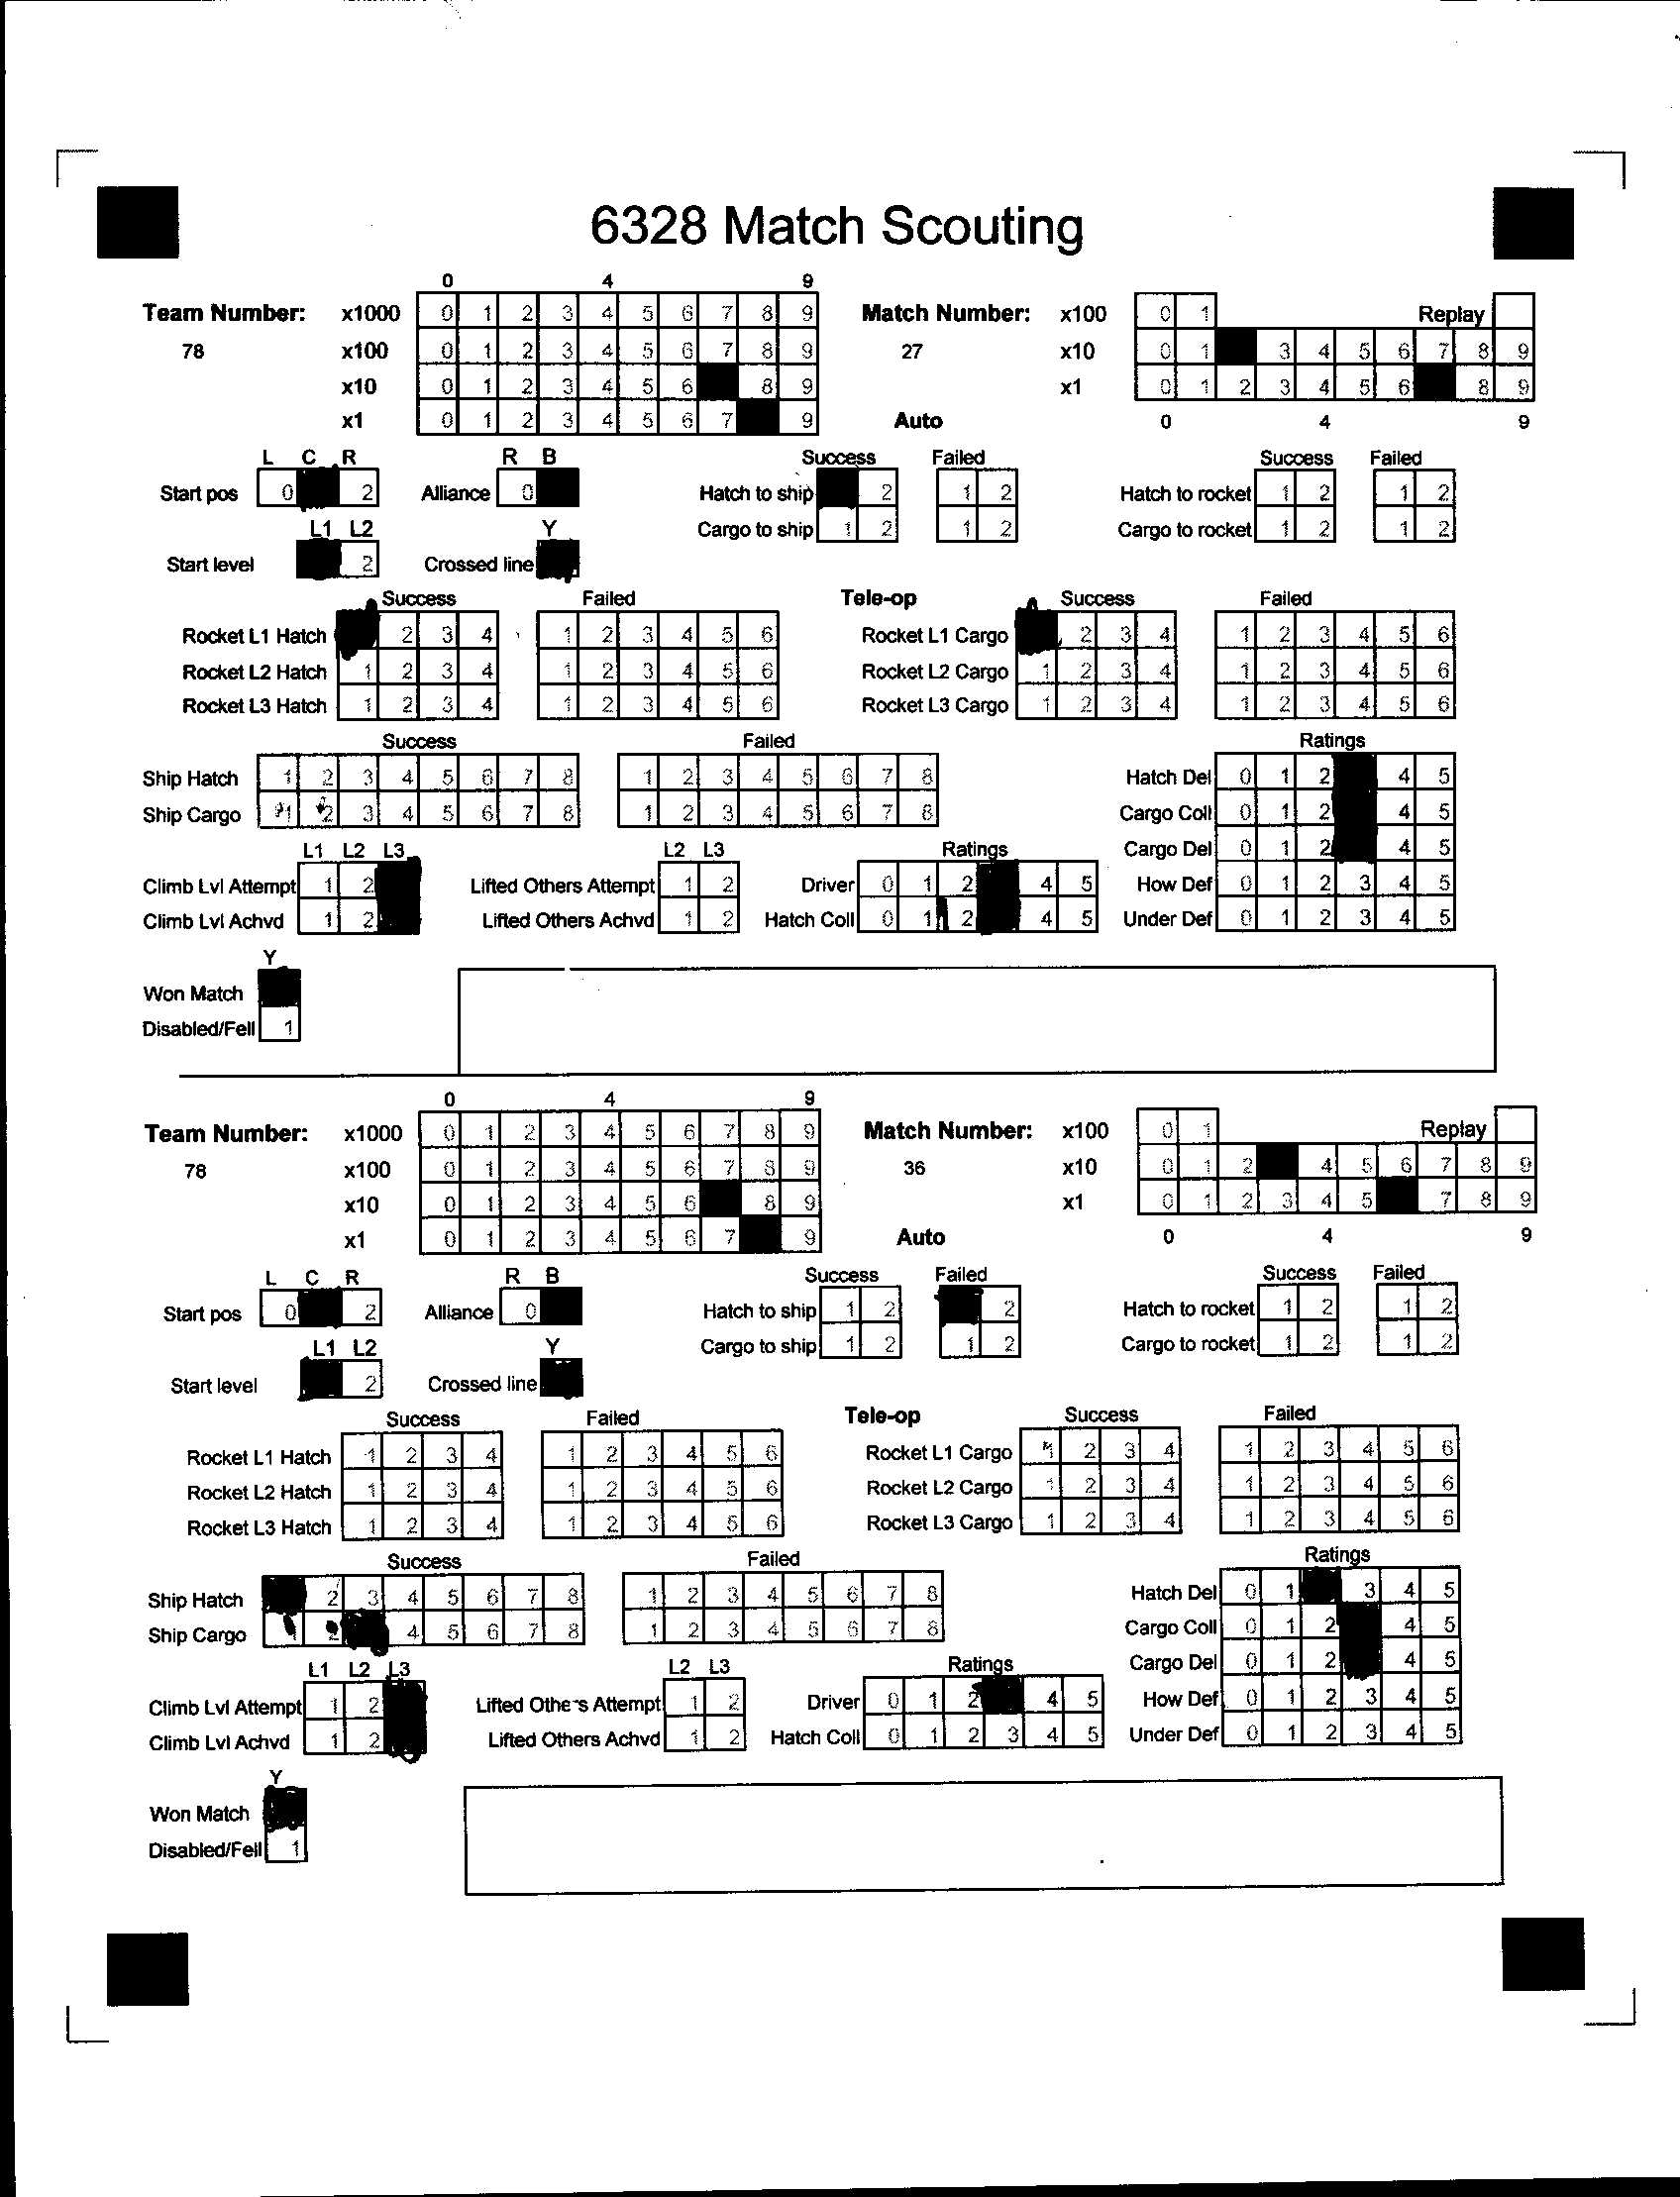 6328 Match Scouting
0 4 9
Team Number: x1000 0 1 2 3 4 5 6 7 8 9 Match Number: x100 0 1 Replay
78 x100 0 1 2 3 4 5 6 7 8 9 27 x10 0 1 3 4 5 6 7 8 9
x10 0 1 2 3 4 5 6 8 9 x1 0 1 2 3 4 5 6 8 9
x1 0 1 2 3 4 5 6 7 9 Auto 0 4 9
L C R R B Success Failed Success Failed
Start pos 0 2 Alliance 0 Hatch to ship 2 1 2 Hatch to rocket 1 2 1 2
L1 L2 Y Cargo to ship 1 2 1 2 Cargo to rocket 1 2 1 2
Start level 2 Crossed line
Success Failed Tele-op Success Failed
Rocket L1 Hatch 2 3 4 1 2 3 4 5 6 Rocket L1 Cargo 2 3 4 1 2 3 4 5 6
Rocket L2 Hatch 1 2 3 4 1 2 3 4 5 6 Rocket L2 Cargo 1 2 3 4 1 2 3 4 5 6
Rocket L3 Hatch 1 2 3 4 1 2 3 4 5 6 Rocket L3 Cargo 1 2 3 4 1 2 3 4 5 6
Success Failed Ratings
Ship Hatch 1 2 3 4 5 6 7 8 1 2 3 4 5 6 7 8 Hatch Del 0 1 2 4 5
Ship Cargo 1 2 3 4 5 6 7 8 1 2 3 4 5 6 7 8 Cargo Coll 0 1 2 4 5
L1 L2 L3 L2 L3 Ratings Cargo Del 0 1 2 4 5
Climb Lvl Attempt 1 2 Lifted Others Attempt 1 2 Driver 0 1 2 4 5 How Def 0 1 2 3 4 5
Climb Lvl Achvd 1 2 Lifted Others Achvd 1 2 Hatch Coll 0 1 2 4 5 Under Def 0 1 2 3 4 5
Y
Won Match
Disabled/Fell 1
0 4 9
Team Number: x1000 0 1 2 3 4 5 6 7 8 9 Match Number: x100 0 1 Replay
78 x100 0 1 2 3 4 5 6 7 8 9 36 x10 0 1 2 4 5 6 7 8 9
x10 0 1 2 3 4 5 6 8 9 x1 0 1 2 3 4 5 7 8 9
x1 0 1 2 3 4 5 6 7 9 Auto 0 4 9
L C R R B Success Failed Success Failed
Start pos 0 2 Alliance 0 Hatch to ship 1 2 2 Hatch to rocket 1 2 1 2
L1 L2 Y Cargo to ship 1 2 1 2 Cargo to rocket 1 2 1 2
Start level 2 Crossed line
Success Failed Tele-op Success Failed
Rocket L1 Hatch 1 2 3 4 1 2 3 4 5 6 Rocket L1 Cargo 1 2 3 4 1 2 3 4 5 6
Rocket L2 Hatch 1 2 3 4 1 2 3 4 5 6 Rocket L2 Cargo 1 2 3 4 1 2 3 4 5 6
Rocket L3 Hatch 1 2 3 4 1 2 3 4 5 6 Rocket L3 Cargo 1 2 3 4 1 2 3 4 5 6
Success Failed Ratings
Ship Hatch 2 3 4 5 6 7 8 1 2 3 4 5 6 7 8 Hatch Del 0 1 3 4 5
Ship Cargo 1 2 4 5 6 7 8 1 2 3 4 5 6 7 8 Cargo Coll 0 1 2 4 5
L1 L2 L3 L2 L3 Ratings Cargo Del 0 1 2 4 5
Climb Lvl Attempt 1 2 Lifted Others Attempt 1 2 Driver 0 1 2 4 5 How Def 0 1 2 3 4 5
Climb Lvl Achvd 1 2 Lifted Others Achvd 1 2 Hatch Coll 0 1 2 3 4 5 Under Def 0 1 2 3 4 5
Y
Won Match
Disabled/Fell 1